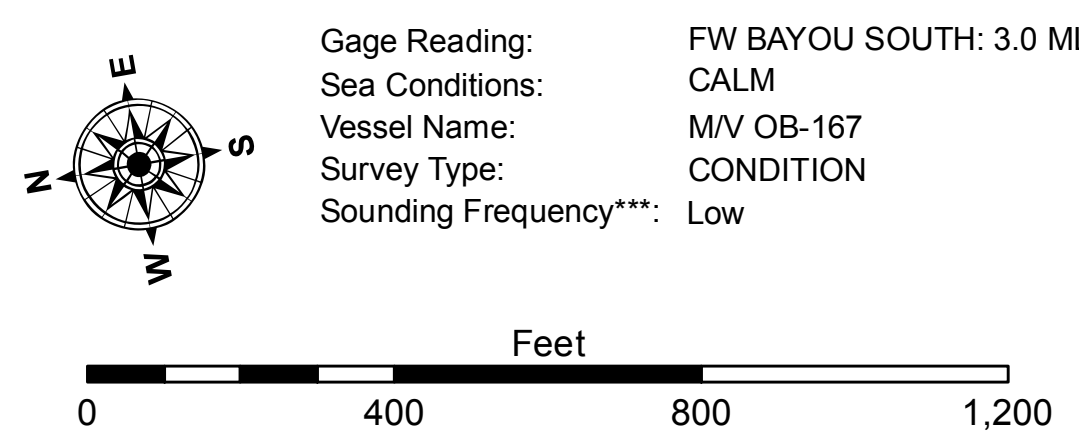 E
S
N
W
Gage Reading: FW BAYOU SOUTH: 3.0 Ml
Sea Conditions: CALM
Vessel Name: M/V OB-167
Survey Type: CONDITION
Sounding Frequency***: Low
Feet
0 400 800 1,200